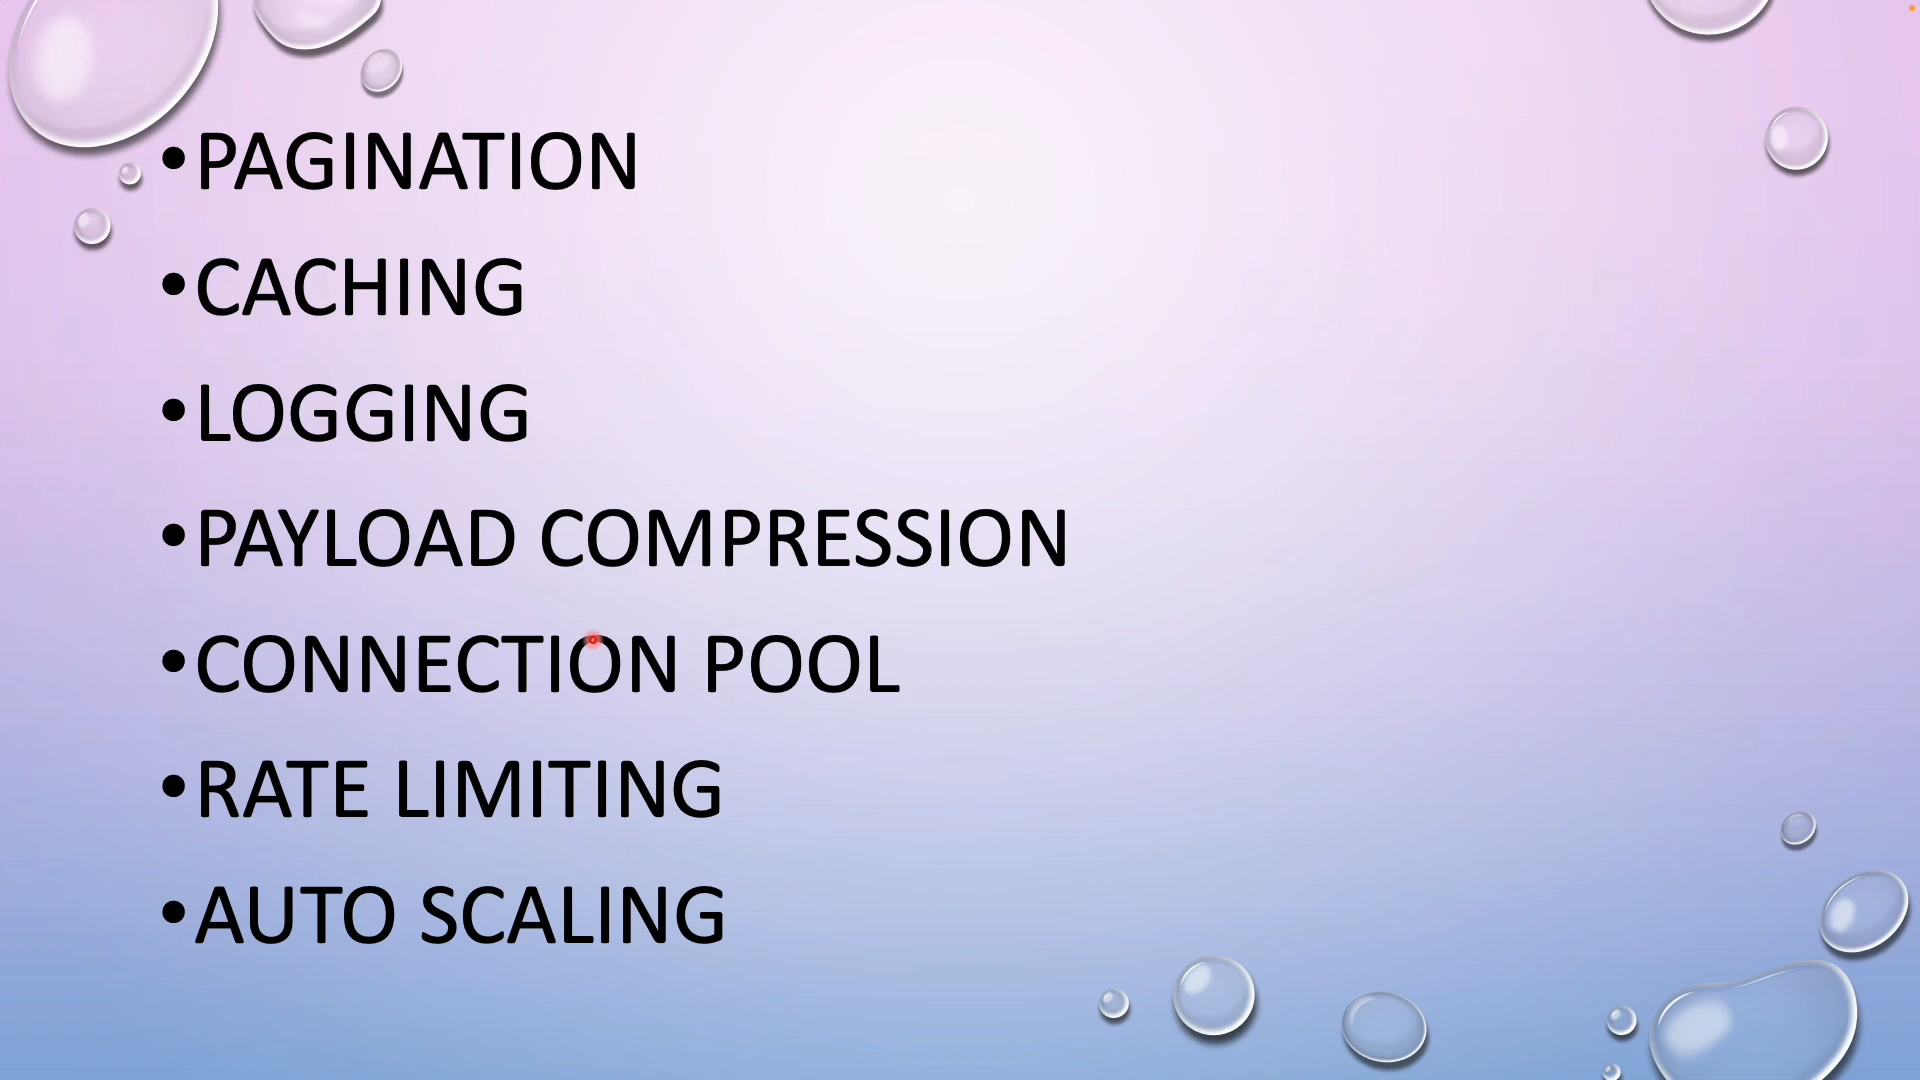 •PAGINATION
•CACHING
•LOGGING
•PAYLOAD COMPRESSION
•CONNECTION POOL
•RATE LIMITING
•AUTO SCALING